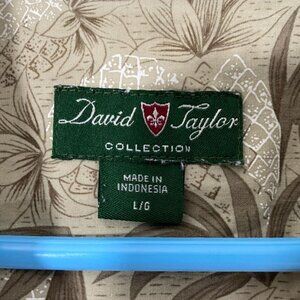 David Taylor
COLLECTION
MADE IN
INDONESIA
L/G